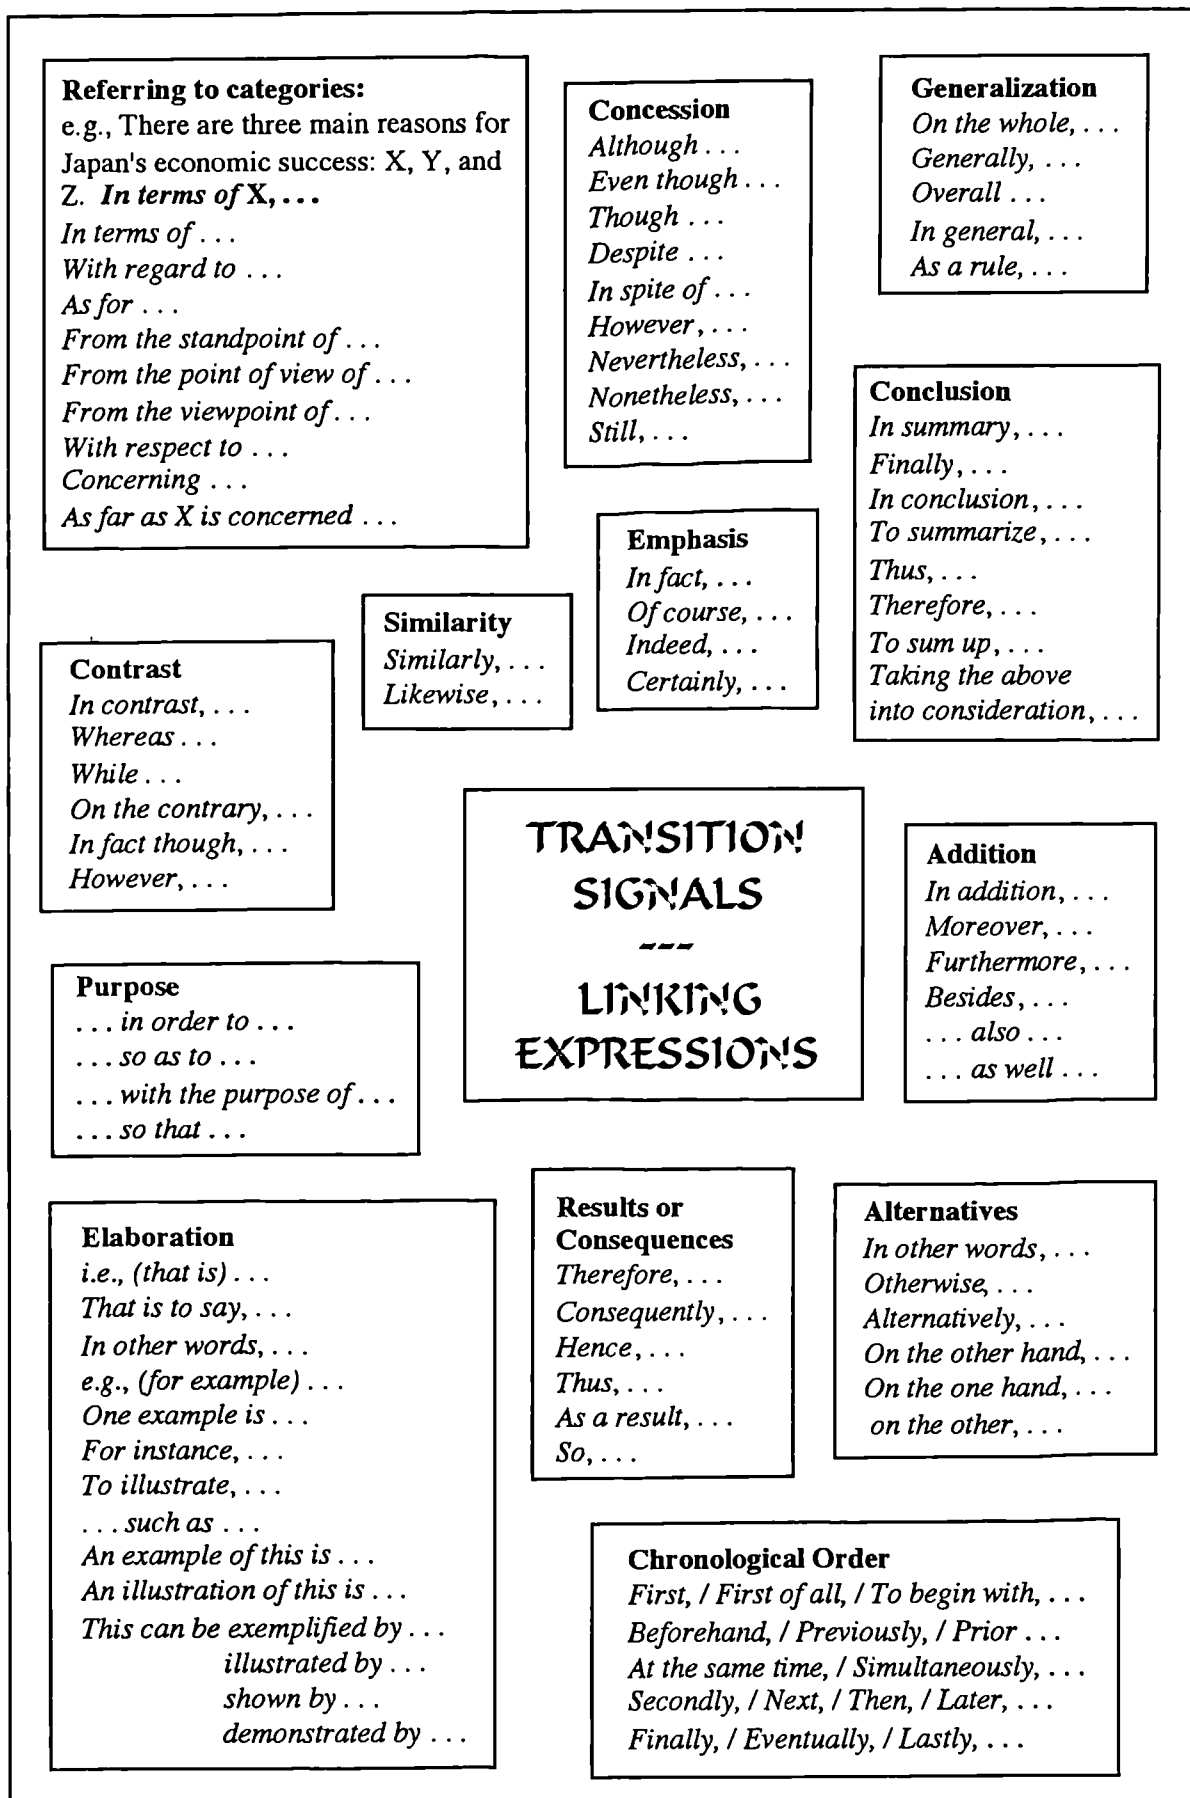 Referring to categories:
e.g., There are three main reasons for
Japan's economic success: X, Y, and
Z. In terms of X, . . .
In terms of . . .
With regard to . . .
As for . . .
From the standpoint of . . .
From the point of view of . . .
From the viewpoint of . . .
With respect to . . .
Concerning . . .
As far as X is concerned . . .
Concession
Although . . .
Even though . . .
Though . . .
Despite . . .
In spite of . . .
However, . . .
Nevertheless, . . .
Nonetheless, . . .
Still, . . .
Generalization
On the whole, . . .
Generally, . . .
Overall . . .
In general, . . .
As a rule, . . .
Conclusion
In summary, . . .
Finally, . . .
In conclusion, . . .
To summarize, . . .
Thus, . . .
Therefore, . . .
To sum up, . . .
Taking the above
into consideration, . . .
Emphasis
In fact, . . .
Of course, . . .
Indeed, . . .
Certainly, . . .
Similarity
Similarly, . . .
Likewise, . . .
Contrast
In contrast, . . .
Whereas . . .
While . . .
On the contrary, . . .
In fact though, . . .
However, . . .
TRANSITION
SIGNALS
---
LINKING
EXPRESSIONS
Addition
In addition, . . .
Moreover, . . .
Furthermore, . . .
Besides, . . .
. . . also . . .
. . . as well . . .
Purpose
. . . in order to . . .
. . . so as to . . .
. . . with the purpose of . . .
. . . so that . . .
Elaboration
i.e., (that is) . . .
That is to say, . . .
In other words, . . .
e.g., (for example) . . .
One example is . . .
For instance, . . .
To illustrate, . . .
. . . such as . . .
An example of this is . . .
An illustration of this is . . .
This can be exemplified by . . .
illustrated by . . .
shown by . . .
demonstrated by . . .
Results or
Consequences
Therefore, . . .
Consequently, . . .
Hence, . . .
Thus, . . .
As a result, . . .
So, . . .
Alternatives
In other words, . . .
Otherwise, . . .
Alternatively, . . .
On the other hand, . . .
On the one hand, . . .
on the other, . . .
Chronological Order
First, / First of all, / To begin with, . . .
Beforehand, / Previously, / Prior . . .
At the same time, / Simultaneously, . . .
Secondly, / Next, / Then, / Later, . . .
Finally, / Eventually, / Lastly, . . .